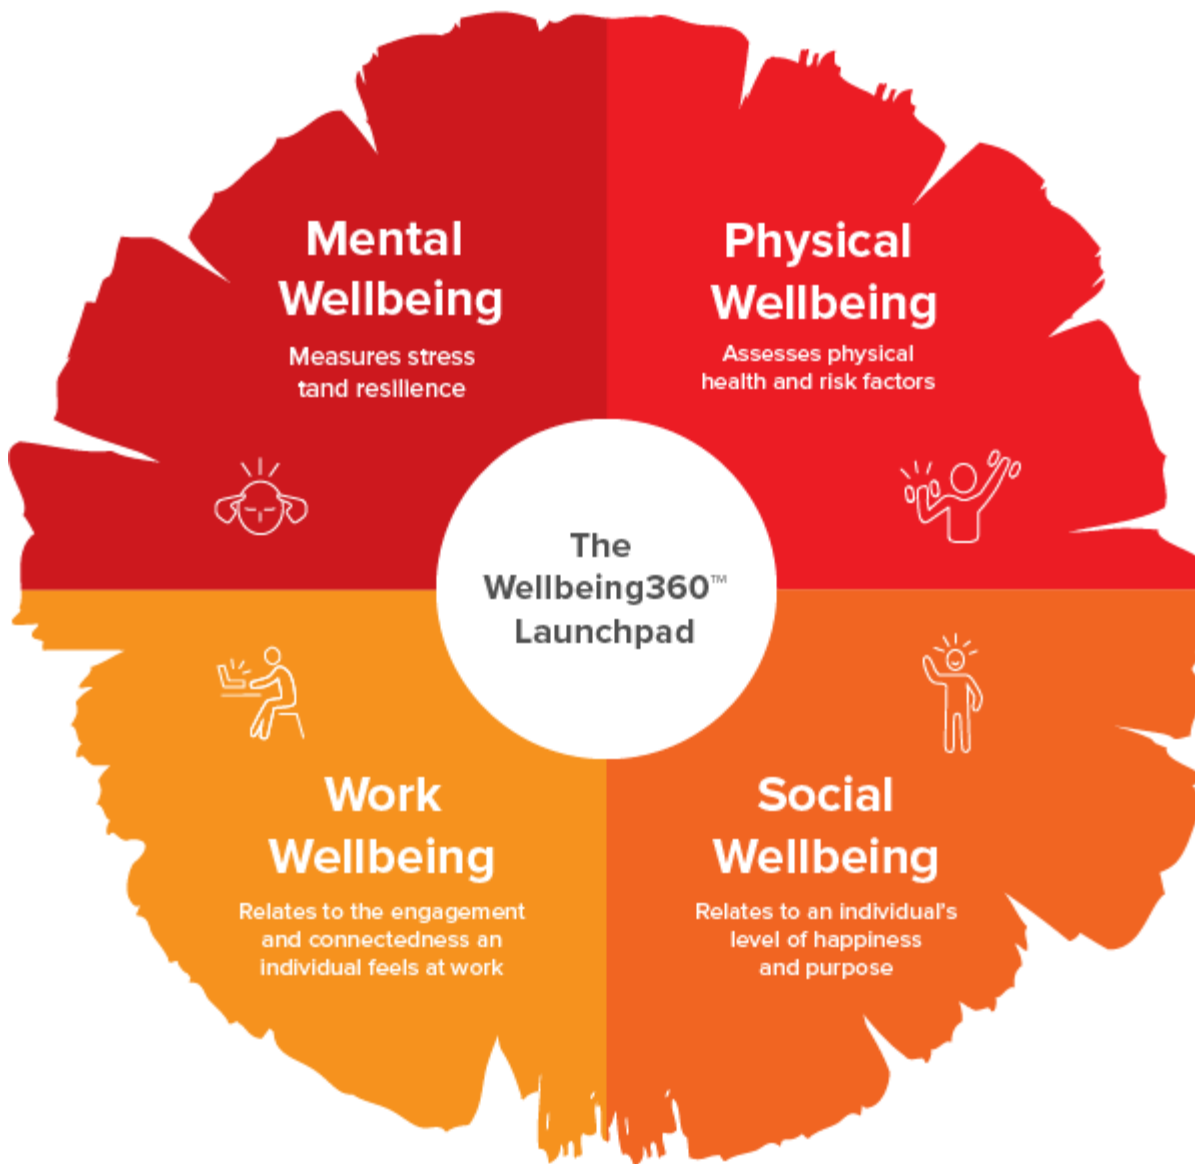 Mental
Wellbeing
Measures stress
tand resilience
Physical
Wellbeing
Assesses physical
health and risk factors
The
Wellbeing360™
Launchpad
Work
Wellbeing
Relates to the engagement
and connectedness an
individual feels at work
Social
Wellbeing
Relates to an individual's
level of happiness
and purpose